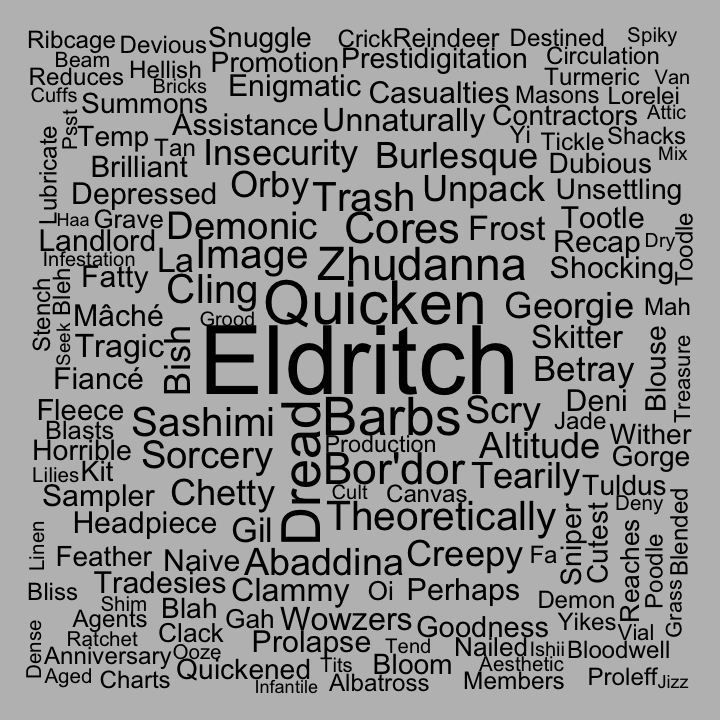 Ribcage Devious Snuggle Crick Reindeer Destined Spiky
Beam Promotion Prestidigitation Circulation
Reduces Hellish Bricks Enigmatic Casualties Turmeric Van
Cuffs Summons Masons Lorelei
Psst Temp Assistance Unnaturally Contractors Attic
Lubricate Tan Insecurity Burlesque Yi Tickle Shacks
Brilliant Dubious Mix
Depressed Orby Trash Unpack Unsettling
Haa Grave Demonic Cores Frost Tootle
Landlord Recap Dry Toodle
Infestation La Image Zhudanna Shocking
Stench Bleh Fatty Cling Quicken Georgie Mah
Seek Mâché Grood
Tragic Bish Eldritch Skitter Blouse Treasure
Fiancé Betray
Fleece Sashimi Dread Barbs Scry Deni
Blasts Jade Wither
Horrible Sorcery Production Altitude Gorge
Lilies Kit Bor'dor Tearily Tuldus
Sampler Chetty Cult Canvas Deny
Headpiece Gil Theoretically Sniper Cutest Reaches Blended
Linen Feather Naive Abaddina Creepy Fa Poodle
Bliss Tradesies Clammy Oi Perhaps Demon Grass
Shim Blah
Agents Gah Wowzers Goodness Yikes Vial
Dense Ratchet Clack Prolapse Tend Nailed Ishii Bloodwell
Anniversary Ooze Quickened Tits Bloom Aesthetic
Aged Charts Infantile Albatross Members Proleff Jizz